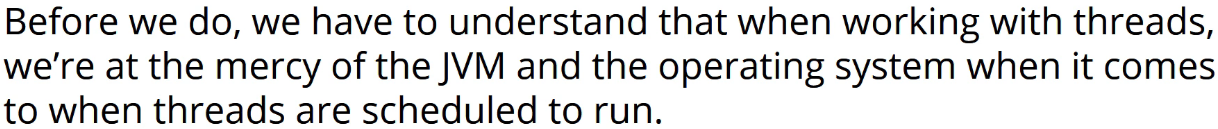 Before we do, we have to understand that when working with threads,
we’re at the mercy of the JVM and the operating system when it comes
to when threads are scheduled to run.